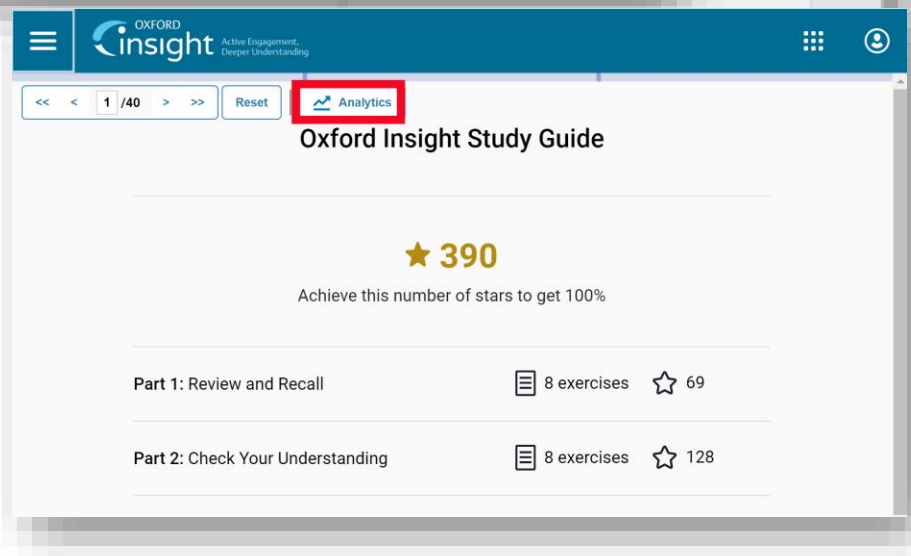 OXFORD
insight
Active Engagement,
Deeper Understanding
<< < 1 /40 > >> Reset Analytics
Oxford Insight Study Guide
390
Achieve this number of stars to get 100%
Part 1: Review and Recall 8 exercises 69
Part 2: Check Your Understanding 8 exercises 128